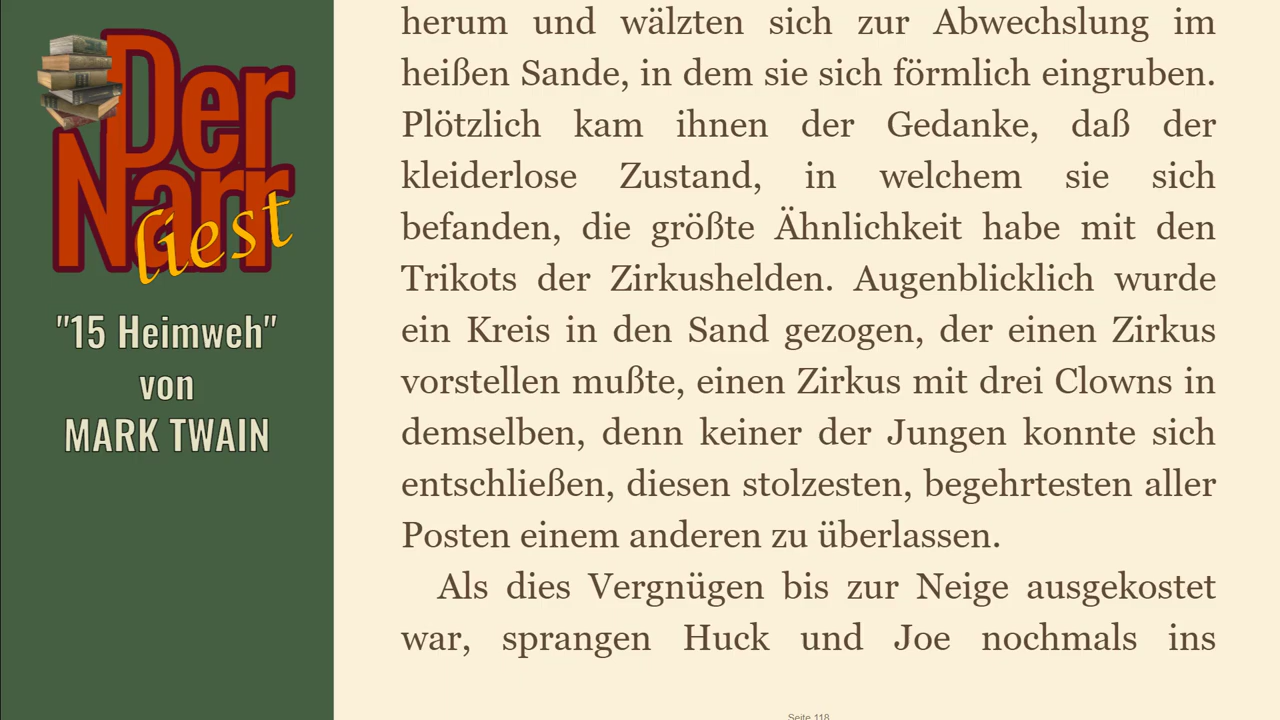 Der
Narr
liest
"15 Heimweh"
von
MARK TWAIN
herum und wälzten sich zur Abwechslung im
heißen Sande, in dem sie sich förmlich eingruben.
Plötzlich kam ihnen der Gedanke, daß der
kleiderlose Zustand, in welchem sie sich
befanden, die größte Ähnlichkeit habe mit den
Trikots der Zirkushelden. Augenblicklich wurde
ein Kreis in den Sand gezogen, der einen Zirkus
vorstellen mußte, einen Zirkus mit drei Clowns in
demselben, denn keiner der Jungen konnte sich
entschließen, diesen stolzesten, begehrtesten aller
Posten einem anderen zu überlassen.
Als dies Vergnügen bis zur Neige ausgekostet
war, sprangen Huck und Joe nochmals ins
Seite 118